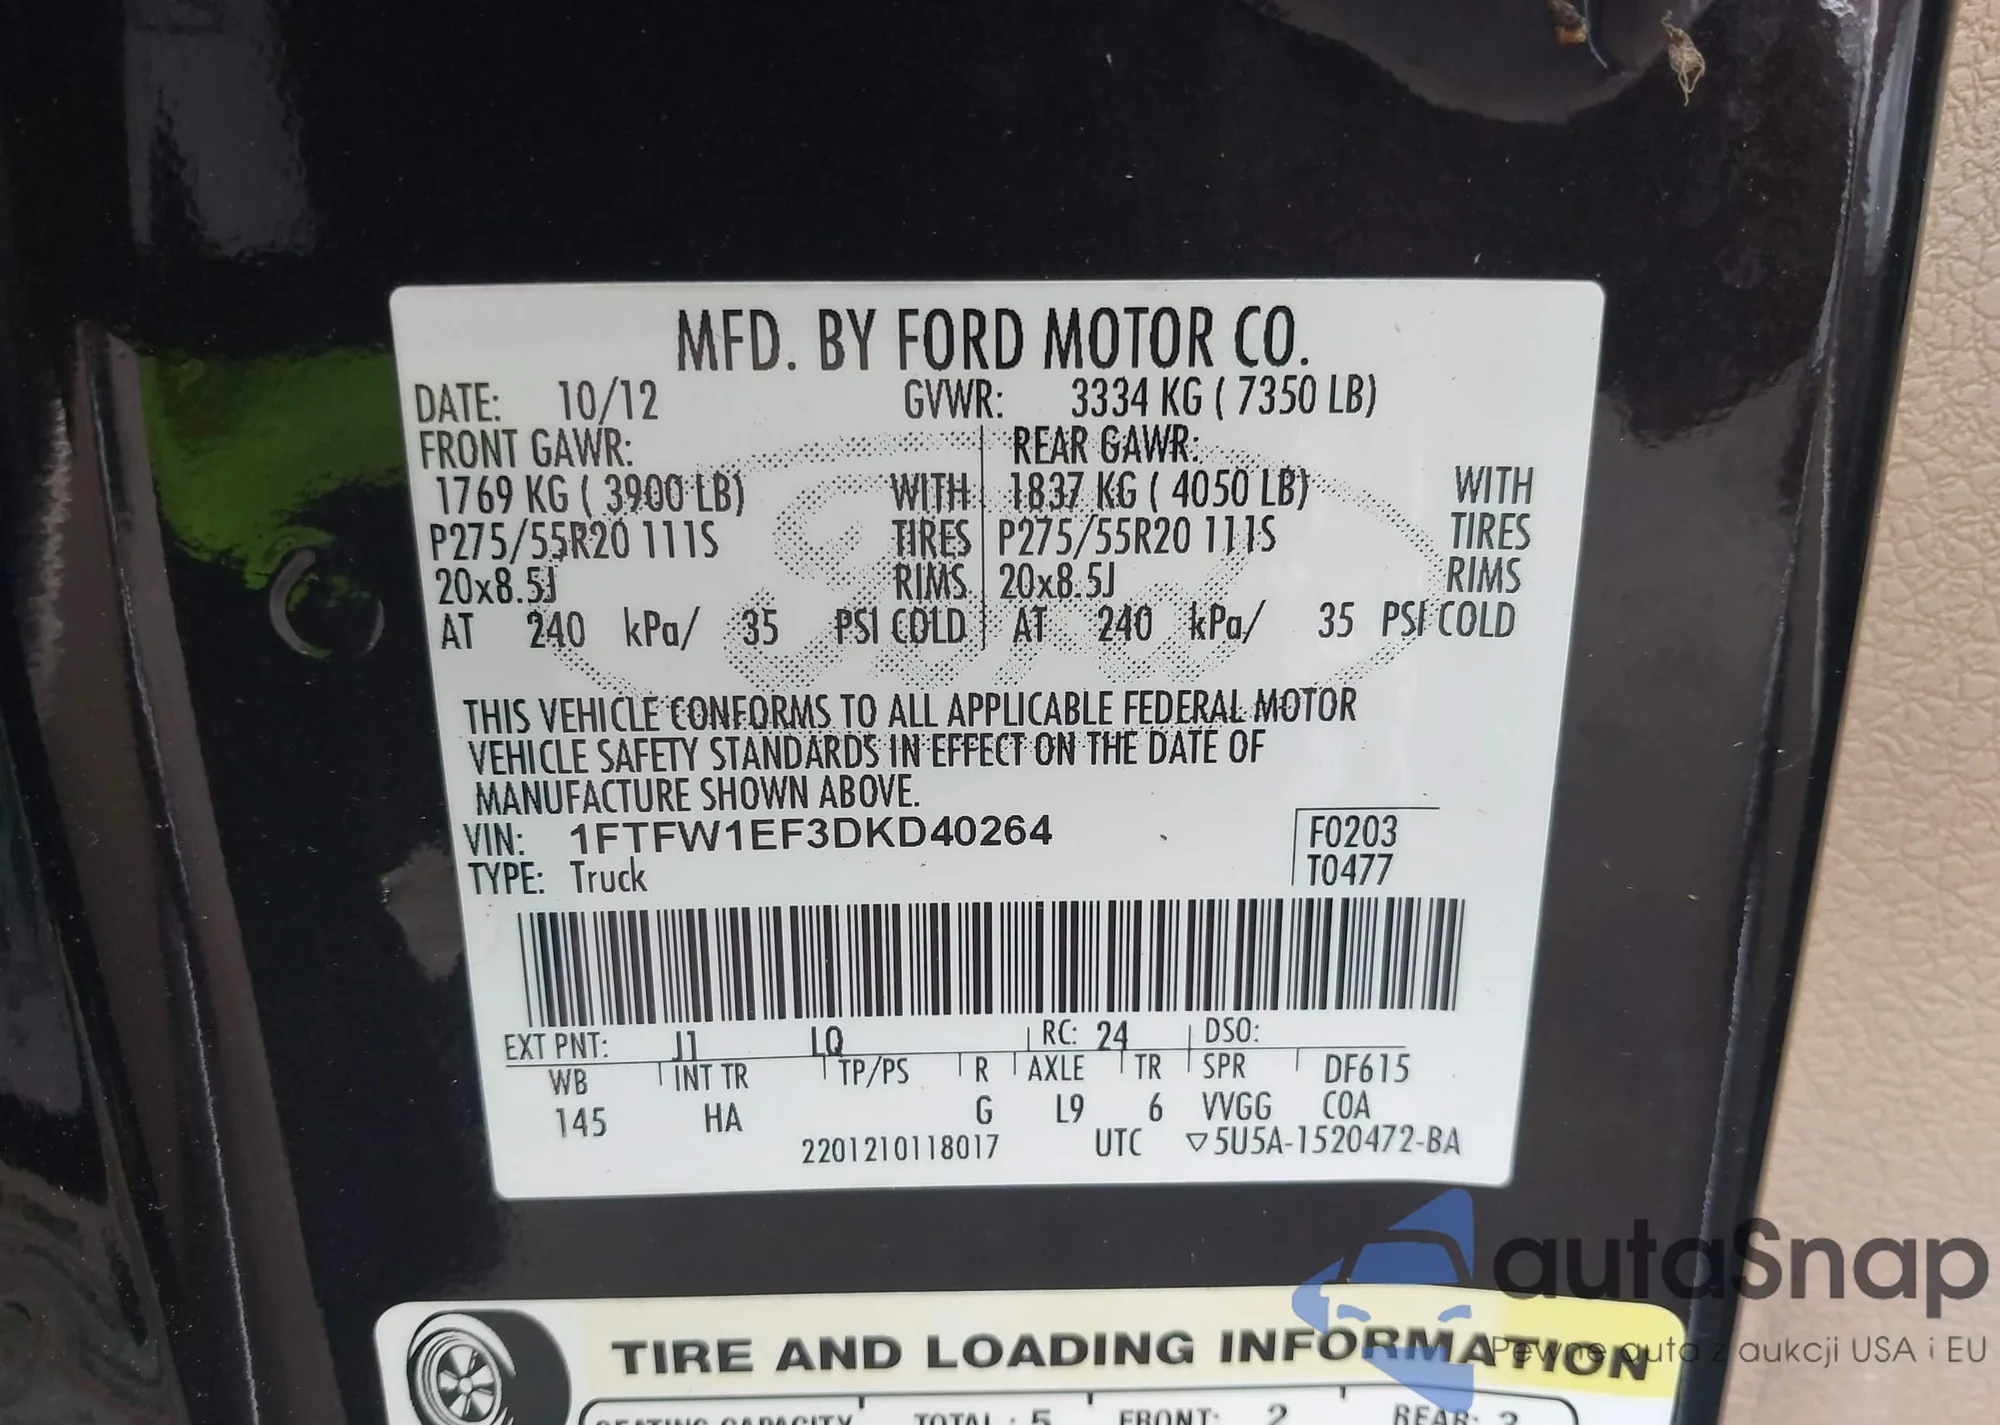 MFD. BY FORD MOTOR CO.
DATE: 10/12 GVWR: 3334 KG ( 7350 LB)
FRONT GAWR: REAR GAWR:
1769 KG ( 3900 LB) WITH 1837 KG ( 4050 LB) WITH
P275/55R20 111S TIRES P275/55R20 111S TIRES
20x8.5J RIMS 20x8.5J RIMS
AT 240 kPa/ 35 PSI COLD AT 240 kPa/ 35 PSI COLD
THIS VEHICLE CONFORMS TO ALL APPLICABLE FEDERAL MOTOR
VEHICLE SAFETY STANDARDS IN EFFECT ON THE DATE OF
MANUFACTURE SHOWN ABOVE.
VIN: 1FTFW1EF3DKD40264 F0203
TYPE: Truck T0477
EXT PNT: J1 LQ RC: 24 DSO:
WB INT TR TP/PS R AXLE TR SPR DF615
145 HA G L9 6 VVGG COA
2201210118017 UTC ▽5U5A-1520472-BA
autaSnap
Pewne auta z aukcji USA i EU
TIRE AND LOADING INFORMATION
SEATING CAPACITY TOTAL : 5 FRONT: 2 REAR: 3